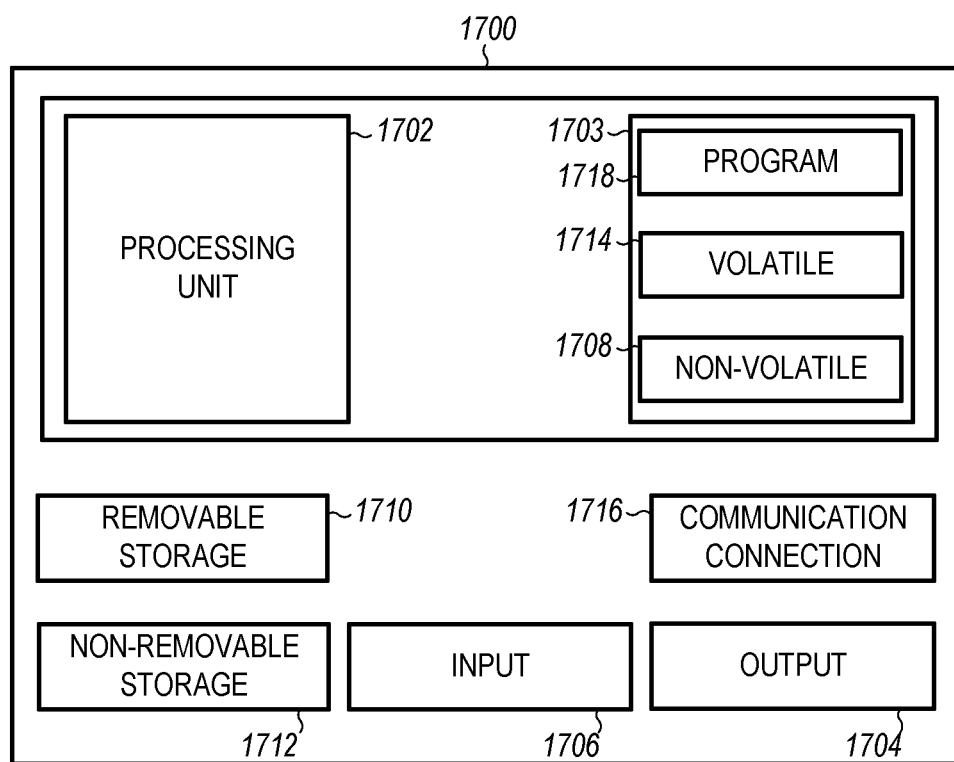 1700
PROCESSING
UNIT
1702
1703
PROGRAM
1718
1714
VOLATILE
1708
NON-VOLATILE
REMOVABLE
STORAGE
1710
1716
COMMUNICATION
CONNECTION
NON-REMOVABLE
STORAGE
1712
INPUT
1706
OUTPUT
1704